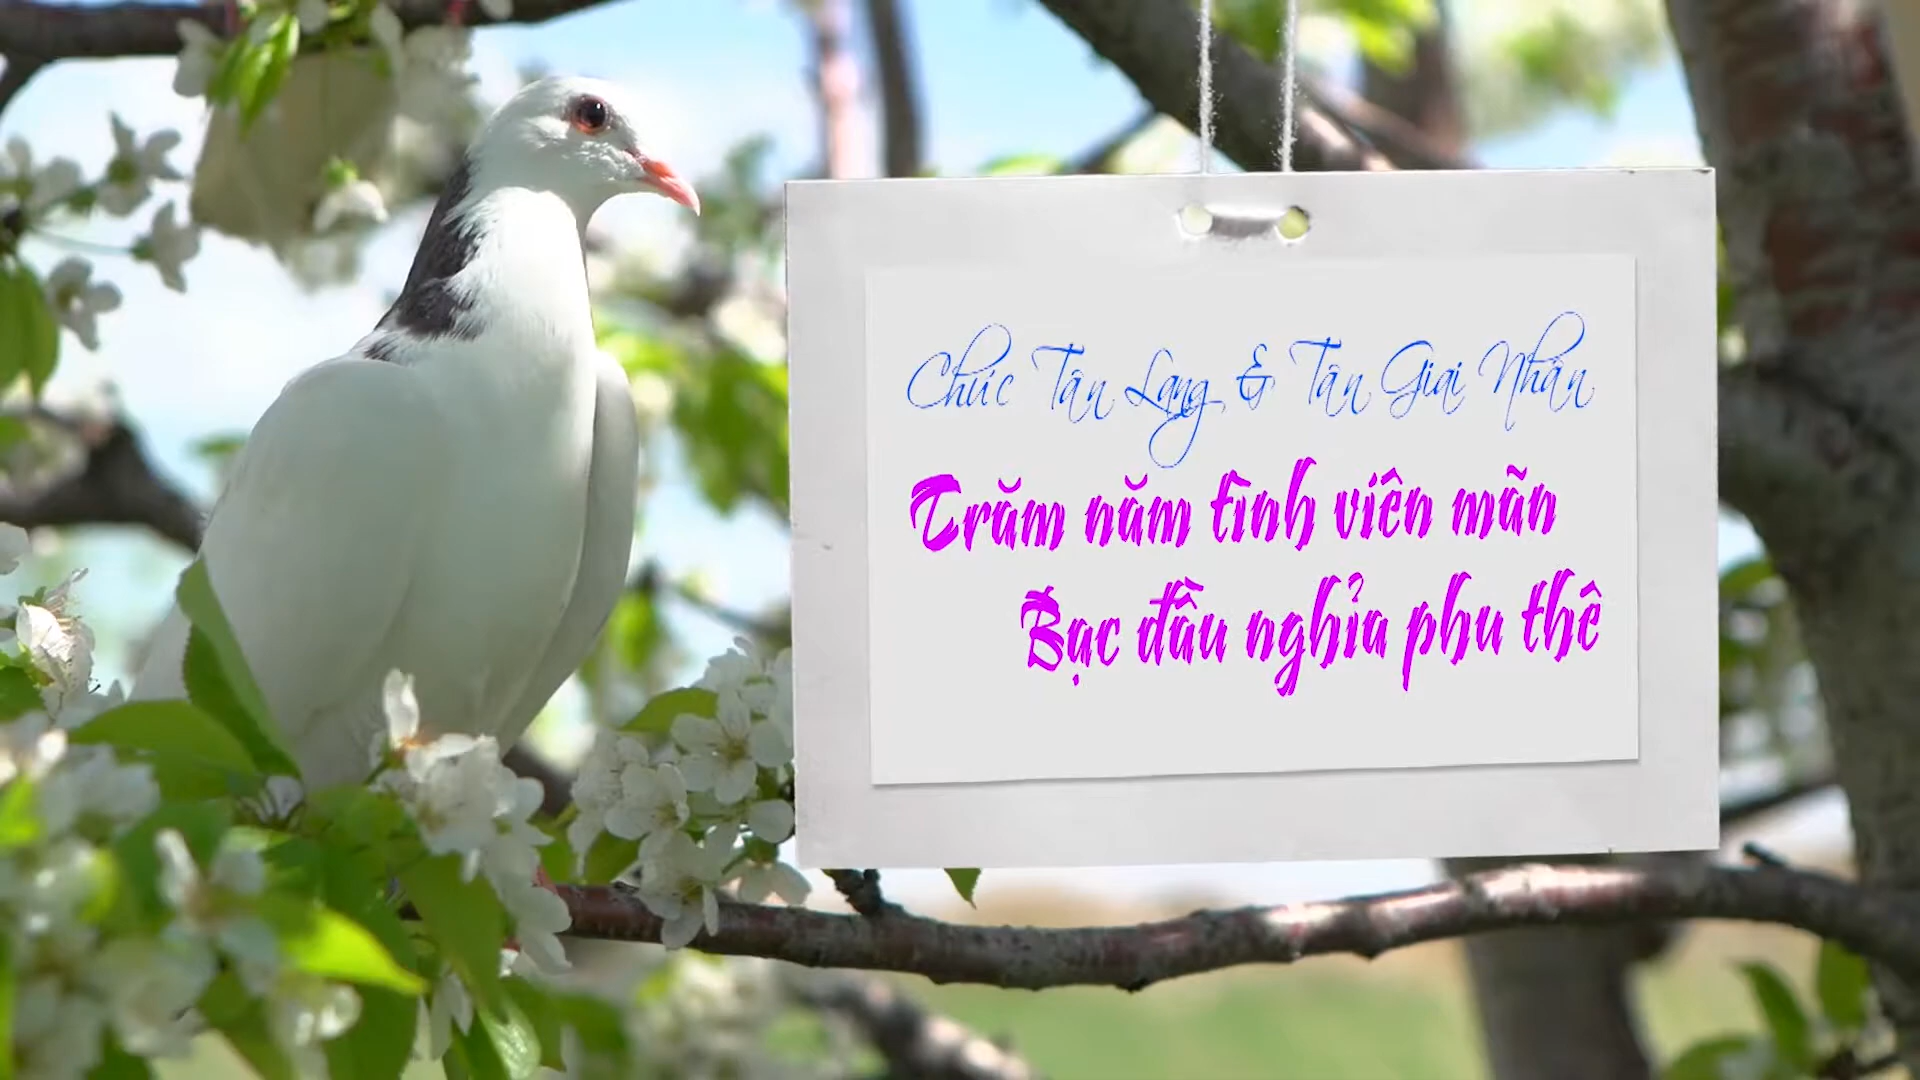 Chúc Tân Lang & Tân Giai Nhân
Trăm năm tình viên mãn
Bạc đầu nghĩa phu thê